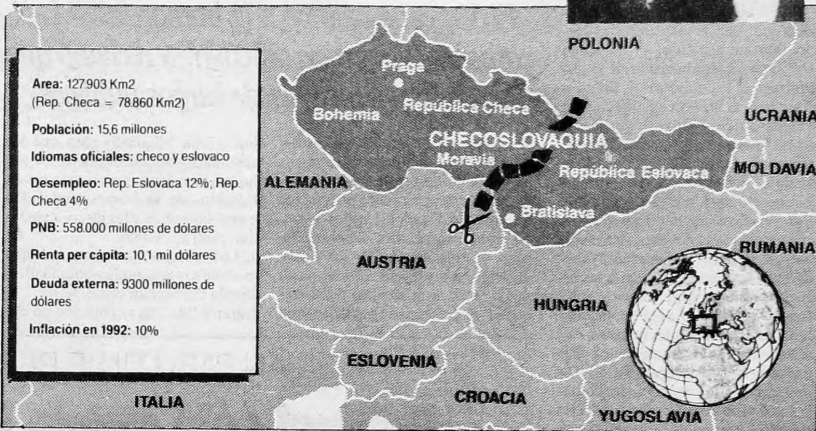 POLONIA
Area: 127.903 Km2
(Rep. Checa = 78.860 Km2)
Población: 15,6 millones
Idiomas oficiales: checo y eslovaco
Desempleo: Rep. Eslovaca 12%; Rep.
Checa 4%
PNB: 558.000 millones de dólares
Renta per cápita: 10,1 mil dólares
Deuda externa: 9300 millones de
dólares
Inflación en 1992: 10%
Praga
Bohemia
República Checa
UCRANIA
CHECOSLOVAQUIA
Moravia
República Eslovaca
MOLDAVIA
ALEMANIA
Bratislava
AUSTRIA
RUMANIA
HUNGRIA
ESLOVENIA
ITALIA
CROACIA
YUGOSLAVIA